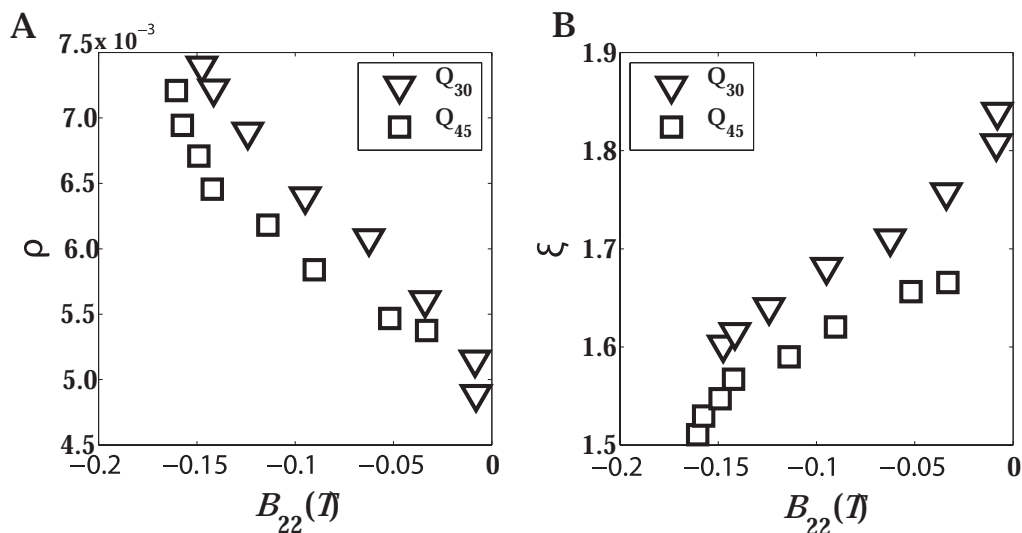 A
7.5x 10⁻³
7.0
6.5
6.0
5.5
5.0
4.5
ρ
−0.2
−0.15
−0.1
−0.05
0
B₂₂(T)
Q₃₀
Q₄₅
B
1.9
1.8
1.7
1.6
1.5
ξ
−0.2
−0.15
−0.1
−0.05
0
B₂₂(T)
Q₃₀
Q₄₅